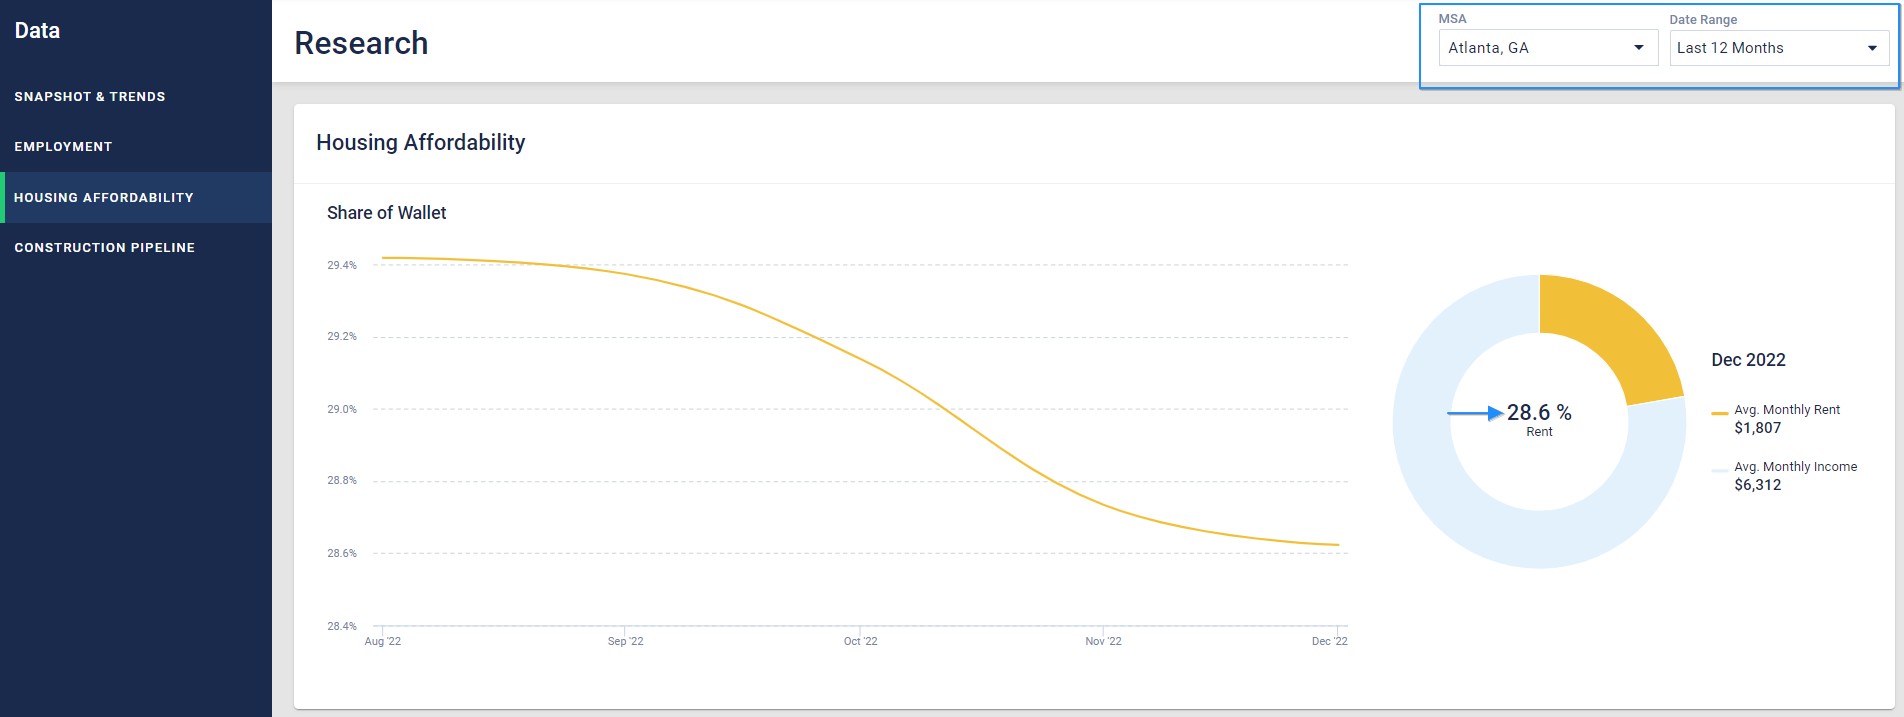 Data
SNAPSHOT & TRENDS
EMPLOYMENT
HOUSING AFFORDABILITY
CONSTRUCTION PIPELINE
Research
MSA
Atlanta, GA
Date Range
Last 12 Months
Housing Affordability
Share of Wallet
29.4%
29.2%
29.0%
28.8%
28.6%
28.4%
Aug '22
Sep '22
Oct '22
Nov '22
Dec '22
28.6 %
Rent
Dec 2022
Avg. Monthly Rent
$1,807
Avg. Monthly Income
$6,312